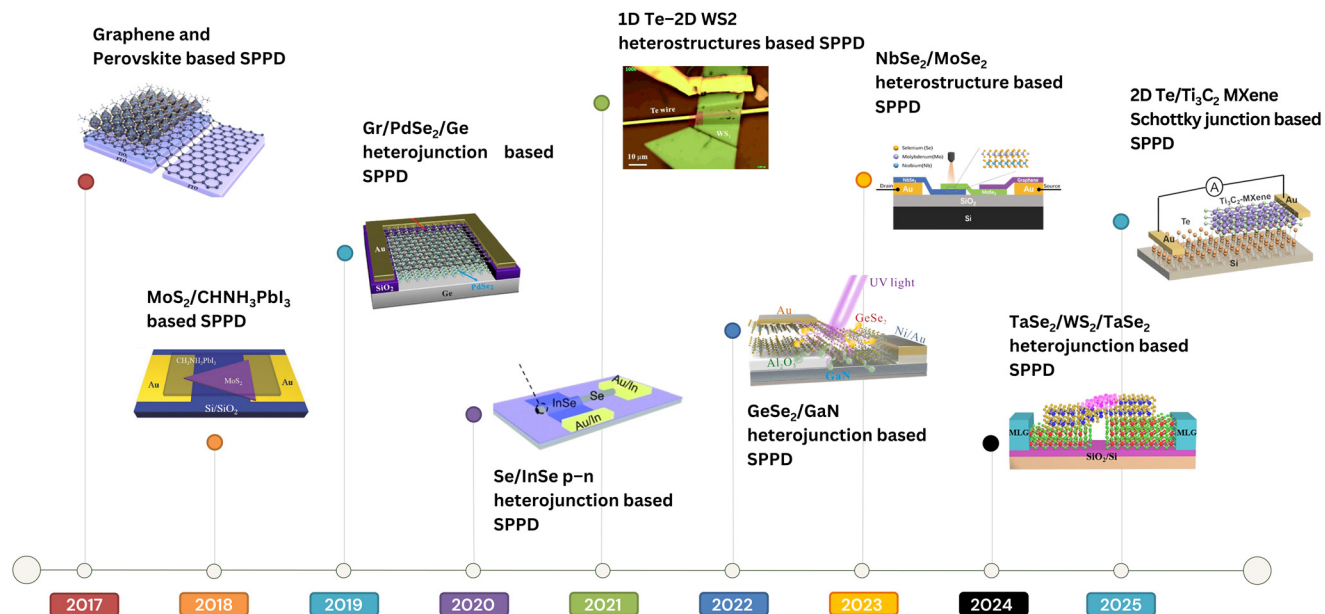 Graphene and
Perovskite based SPPD
MoS₂/CHNH₃PbI₃
based SPPD
CH₃NH₃PbI₃
Au
MoS₂
Au
Si/SiO₂
Gr/PdSe₂/Ge
heterojunction based
SPPD
Au
SiO₂
PdSe₂
Ge
Se/InSe p–n
heterojunction based
SPPD
InSe
Se
Au/In
Au/In
1D Te–2D WS2
heterostructures based SPPD
Te wire
WS₂
10 μm
GeSe₂/GaN
heterojunction based
SPPD
UV light
Au
GeSe₂
Ni/Au
Al₂O₃
GaN
NbSe₂/MoSe₂
heterostructure based
SPPD
Selenium (Se)
Molybdenum(Mo)
Niobium(Nb)
NbSe₂
Graphene
Drain
Au
MoSe₂
Au
Source
SiO₂
Si
TaSe₂/WS₂/TaSe₂
heterojunction based
SPPD
MLG
MLG
SiO₂/Si
2D Te/Ti₃C₂ MXene
Schottky junction based
SPPD
A
Ti₃C₂-MXene
Te
Au
Au
Si
2017
2018
2019
2020
2021
2022
2023
2024
2025